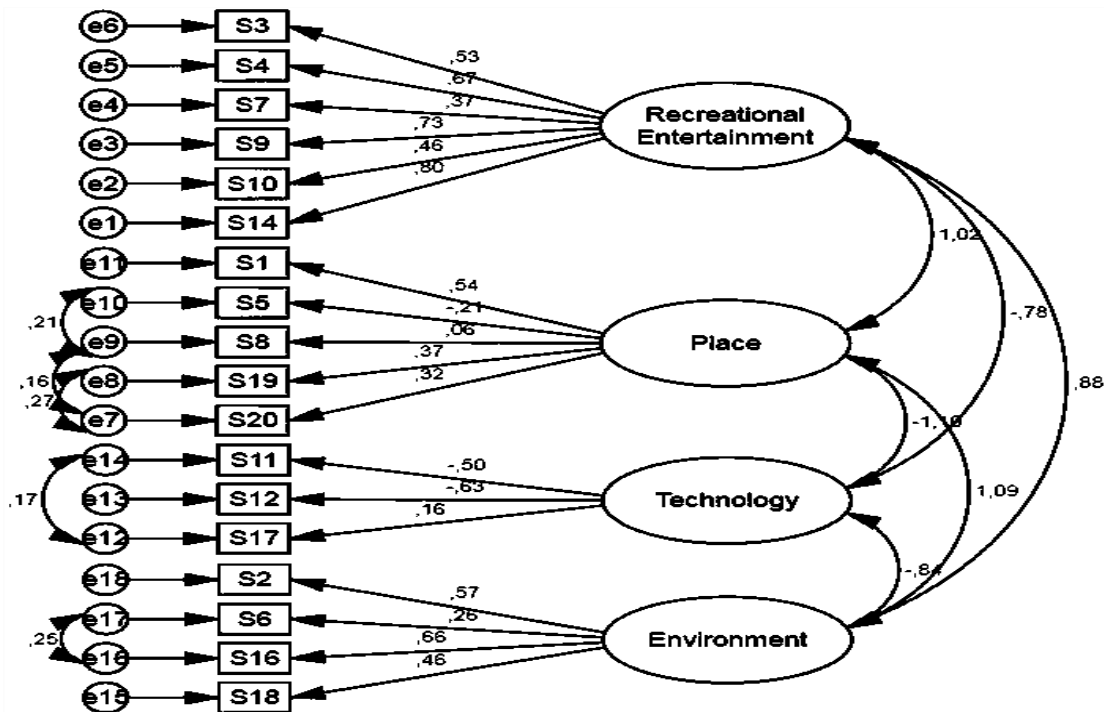 e6 S3
,53
e5 S4
,67
e4 S7
,37
Recreational
Entertainment
e3 S9
,73
e2 S10
,46
e1 S14
,80
e11 S1
,54
1,02
e10 S5
-,21
-,78
,21
e9 S8
,06
Place
e8 S19
,37
,16
,88
e7 S20
,32
,27
-1,10
e14 S11
-,50
e13 S12
-,63
Technology
1,09
,17
e12 S17
,16
e18 S2
,57
-,84
e17 S6
,26
,25
e16 S16
,66
Environment
e15 S18
,46